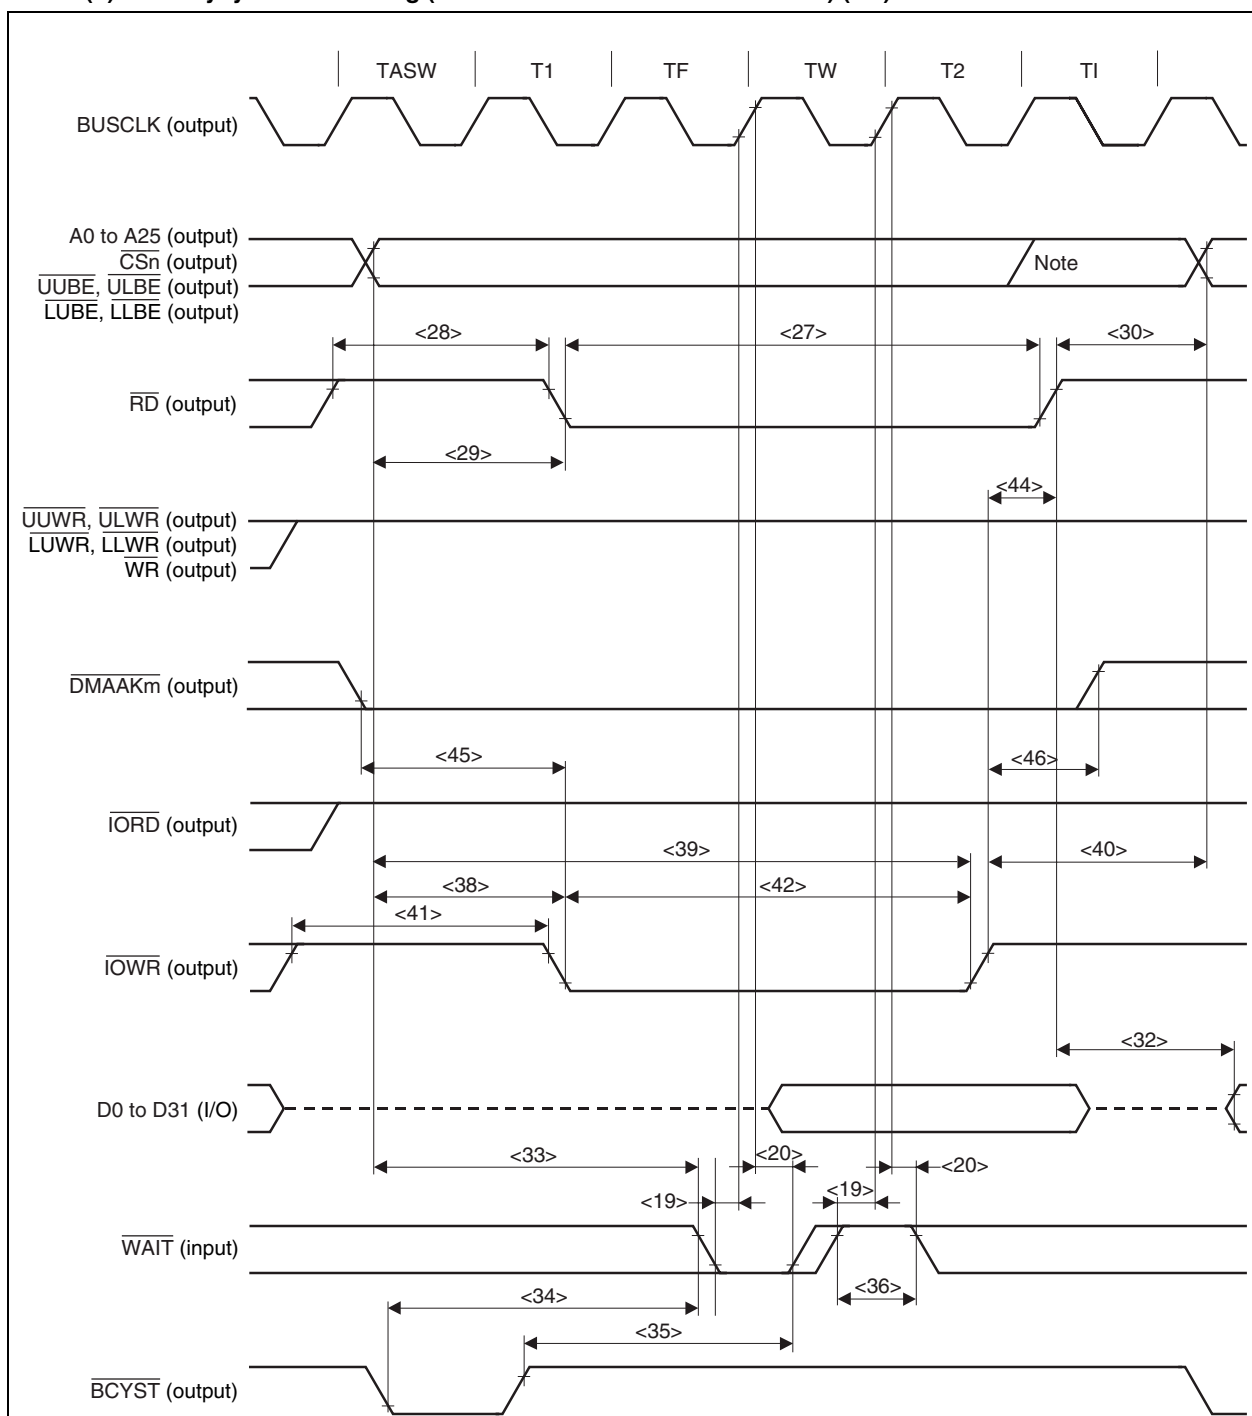 TASW T1 TF TW T2 TI
BUSCLK (output)
A0 to A25 (output)
CSn (output)
Note
UUBE, ULBE (output)
LUBE, LLBE (output)
<28> <27> <30>
RD (output)
<29>
<44>
UUWR, ULWR (output)
LUWR, LLWR (output)
WR (output)
DMAAKm (output)
<45> <46>
IORD (output)
<39> <40>
<38> <42>
<41>
IOWR (output)
<32>
D0 to D31 (I/O)
<33> <20> <20>
<19> <19>
WAIT (input)
<34> <36>
<35>
BCYST (output)